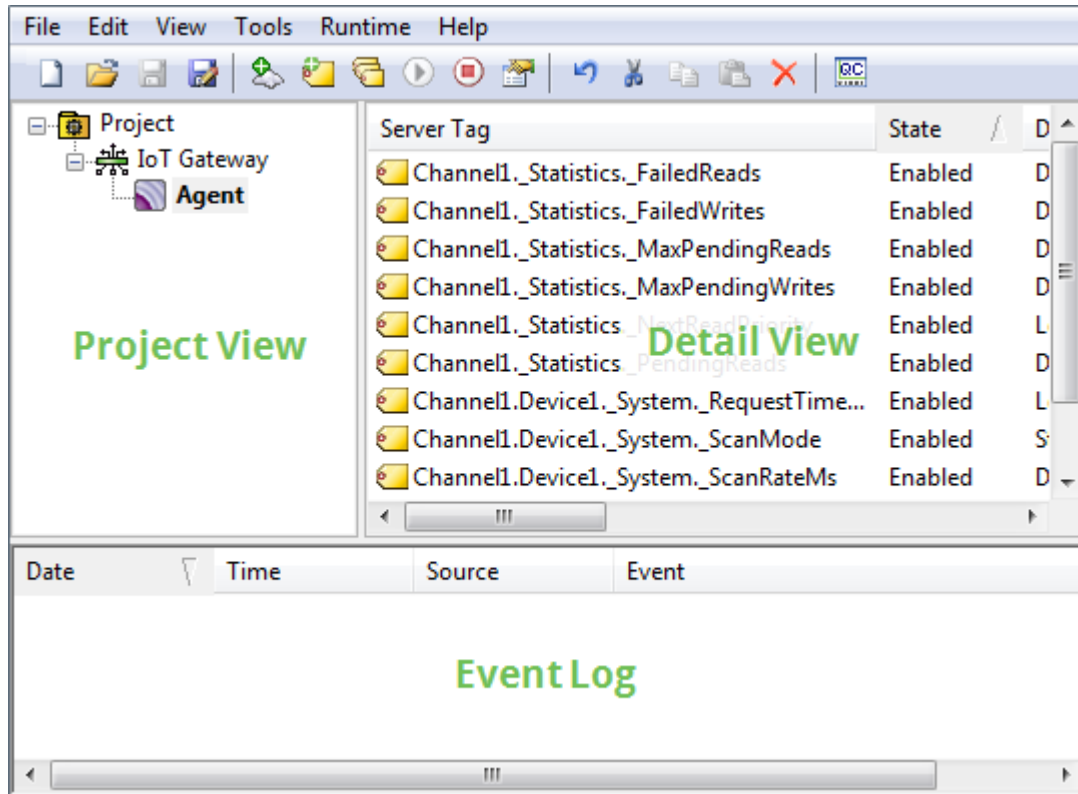 File Edit View Tools Runtime Help
QC
Project
IoT Gateway
Agent
Project View
Server Tag State D
Channel1._Statistics._FailedReads Enabled D
Channel1._Statistics._FailedWrites Enabled D
Channel1._Statistics._MaxPendingReads Enabled D
Channel1._Statistics._MaxPendingWrites Enabled D
Channel1._Statistics._NextReadPriority Enabled L
Channel1._Statistics._PendingReads Enabled D
Channel1.Device1._System._RequestTime... Enabled L
Channel1.Device1._System._ScanMode Enabled S
Channel1.Device1._System._ScanRateMs Enabled D
Detail View
Date Time Source Event
Event Log